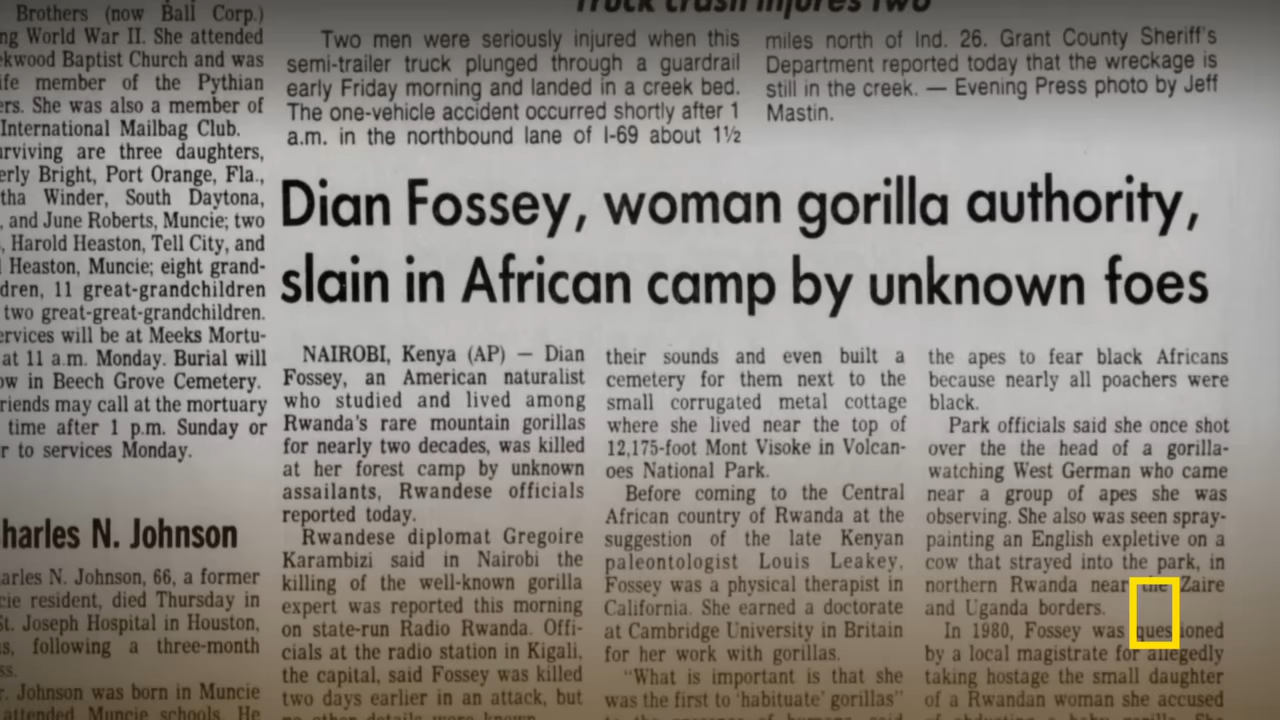 Truck crash injures two
Two men were seriously injured when this
semi-trailer truck plunged through a guardrail
early Friday morning and landed in a creek bed.
The one-vehicle accident occurred shortly after 1
a.m. in the northbound lane of I-69 about 1½
miles north of Ind. 26. Grant County Sheriff's
Department reported today that the wreckage is
still in the creek. — Evening Press photo by Jeff
Mastin.
Brothers (now Ball Corp.)
ng World War II. She attended
kwood Baptist Church and was
ife member of the Pythian
ers. She was also a member of
International Mailbag Club.
urviving are three daughters,
erly Bright, Port Orange, Fla.,
tha Winder, South Daytona,
, and June Roberts, Muncie; two
, Harold Heaston, Tell City, and
Heaston, Muncie; eight grand-
dren, 11 great-grandchildren
two great-great-grandchildren.
ervices will be at Meeks Mortu-
at 11 a.m. Monday. Burial will
ow in Beech Grove Cemetery.
riends may call at the mortuary
time after 1 p.m. Sunday or
r to services Monday.
harles N. Johnson
arles N. Johnson, 66, a former
cie resident, died Thursday in
St. Joseph Hospital in Houston,
s, following a three-month
ss.
r. Johnson was born in Muncie
attended Muncie schools. He
Dian Fossey, woman gorilla authority,
slain in African camp by unknown foes
NAIROBI, Kenya (AP) — Dian
Fossey, an American naturalist
who studied and lived among
Rwanda's rare mountain gorillas
for nearly two decades, was killed
at her forest camp by unknown
assailants, Rwandese officials
reported today.
Rwandese diplomat Gregoire
Karambizi said in Nairobi the
killing of the well-known gorilla
expert was reported this morning
on state-run Radio Rwanda. Offi-
cials at the radio station in Kigali,
the capital, said Fossey was killed
two days earlier in an attack, but
no other details were known.
their sounds and even built a
cemetery for them next to the
small corrugated metal cottage
where she lived near the top of
12,175-foot Mont Visoke in Volcan-
oes National Park.
Before coming to the Central
African country of Rwanda at the
suggestion of the late Kenyan
paleontologist Louis Leakey,
Fossey was a physical therapist in
California. She earned a doctorate
at Cambridge University in Britain
for her work with gorillas.
"What is important is that she
was the first to 'habituate' gorillas"
the apes to fear black Africans
because nearly all poachers were
black.
Park officials said she once shot
over the the head of a gorilla-
watching West German who came
near a group of apes she was
observing. She also was seen spray-
painting an English expletive on a
cow that strayed into the park, in
northern Rwanda near the Zaire
and Uganda borders.
In 1980, Fossey was questioned
by a local magistrate for allegedly
taking hostage the small daughter
of a Rwandan woman she accused